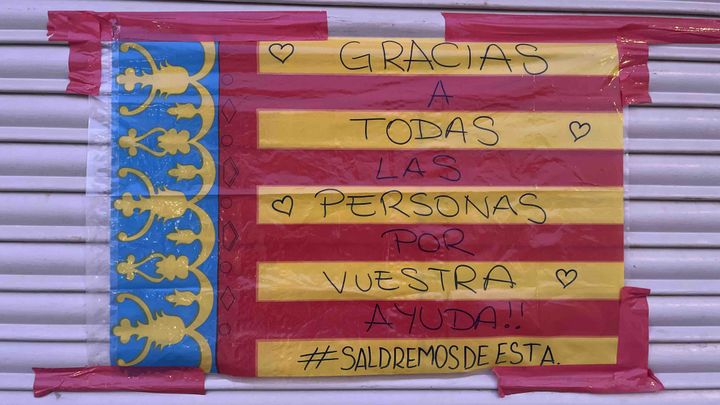 GRACIAS
A
TODAS
LAS
PERSONAS
POR
VUESTRA
AYUDA!!
#SALDREMOSDEESTA.